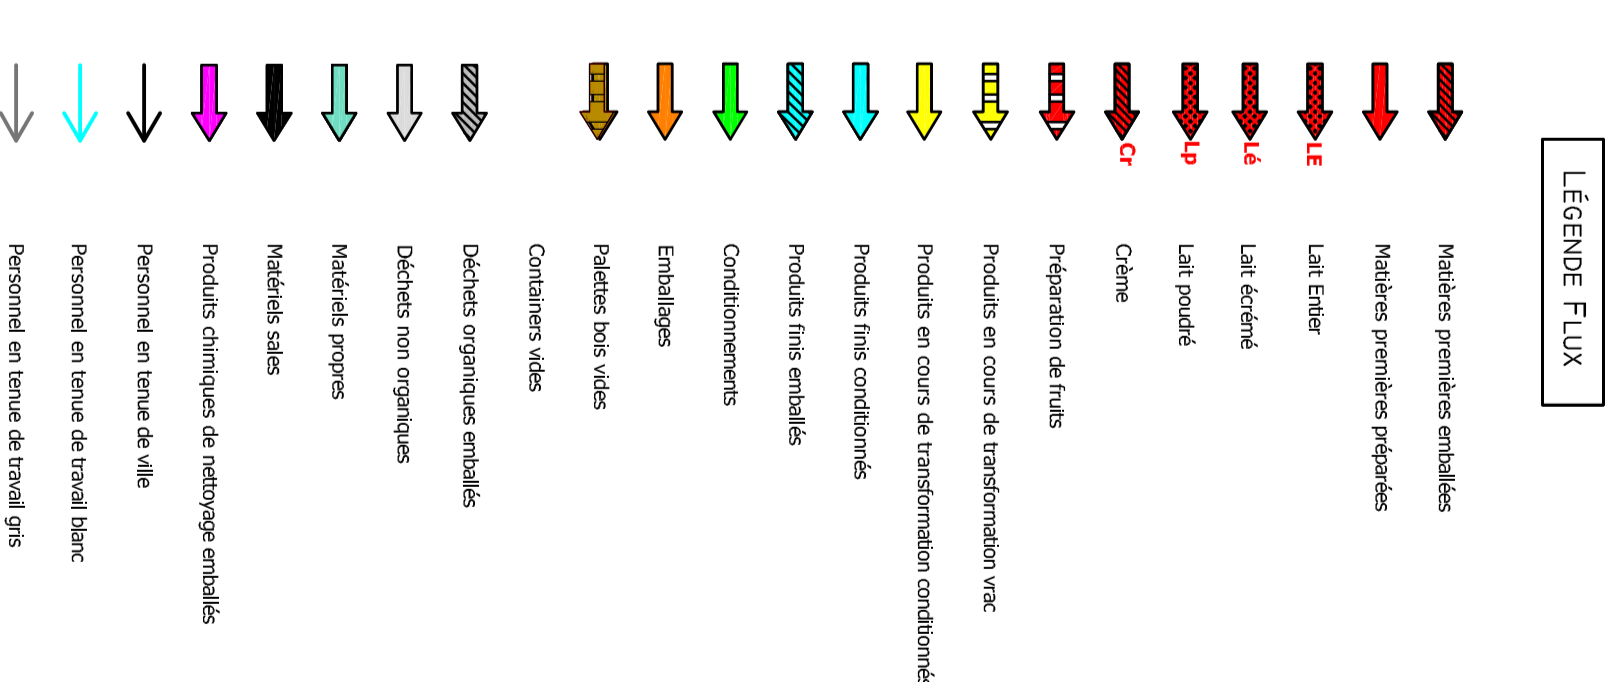 LÉGENDE FLUX
Matières premières emballées
Matières premières préparées
LE Lait Entier
Lé Lait écrémé
Lp Lait poudré
Cr Crème
Préparation de fruits
Produits en cours de transformation vrac
Produits en cours de transformation conditionnés
Produits finis conditionnés
Produits finis emballés
Conditionnements
Emballages
Palettes bois vides
Containers vides
Déchets organiques emballés
Déchets non organiques
Matériels propres
Matériels sales
Produits chimiques de nettoyage emballés
Personnel en tenue de ville
Personnel en tenue de travail blanc
Personnel en tenue de travail gris